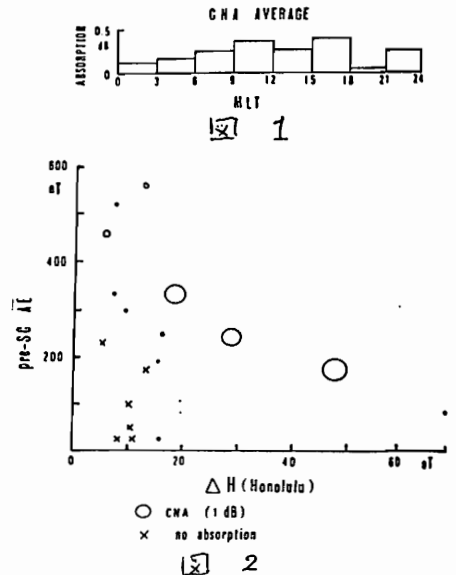 CNA AVERAGE
0.5
dB
ABSORPTION
0
0 3 6 9 12 15 18 21 24
MLT
図 1
600
nT
400
pre-SC AE
200
0 20 40 60 nT
△H (Honolulu)
○ CNA (1 dB)
× no absorption
図 2